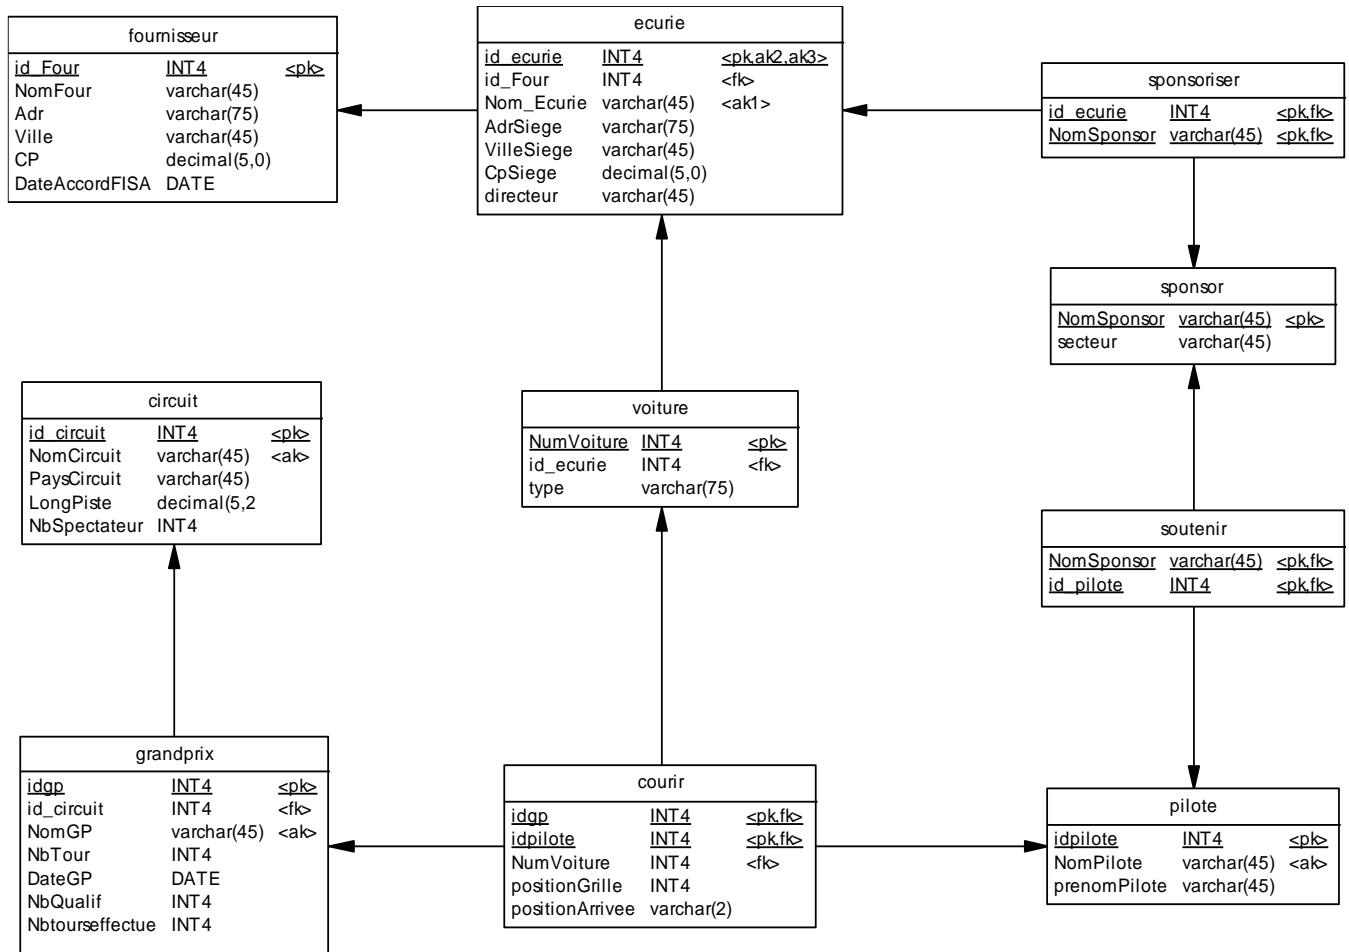 fournisseur
id_Four INT4 <pk>
NomFour varchar(45)
Adr varchar(75)
Ville varchar(45)
CP decimal(5,0)
DateAccordFISA DATE
ecurie
id_ecurie INT4 <pk,ak2,ak3>
id_Four INT4 <fk>
Nom_Ecurie varchar(45) <ak1>
AdrSiege varchar(75)
VilleSiege varchar(45)
CpSiege decimal(5,0)
directeur varchar(45)
sponsoriser
id_ecurie INT4 <pk,fk>
NomSponsor varchar(45) <pk,fk>
sponsor
NomSponsor varchar(45) <pk>
secteur varchar(45)
circuit
id_circuit INT4 <pk>
NomCircuit varchar(45) <ak>
PaysCircuit varchar(45)
LongPiste decimal(5,2
NbSpectateur INT4
voiture
NumVoiture INT4 <pk>
id_ecurie INT4 <fk>
type varchar(75)
soutenir
NomSponsor varchar(45) <pk,fk>
id_pilote INT4 <pk,fk>
grandprix
idgp INT4 <pk>
id_circuit INT4 <fk>
NomGP varchar(45) <ak>
NbTour INT4
DateGP DATE
NbQualif INT4
Nbtourseffectue INT4
courir
idgp INT4 <pk,fk>
idpilote INT4 <pk,fk>
NumVoiture INT4 <fk>
positionGrille INT4
positionArrivee varchar(2)
pilote
idpilote INT4 <pk>
NomPilote varchar(45) <ak>
prenomPilote varchar(45)